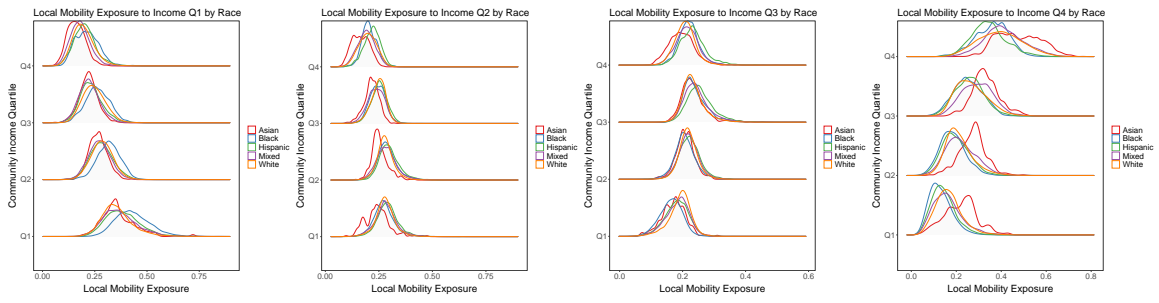 Local Mobility Exposure to Income Q1 by Race
Community Income Quartile
Q4
Q3
Q2
Q1
0.00 0.25 0.50 0.75
Local Mobility Exposure
Asian
Black
Hispanic
Mixed
White
Local Mobility Exposure to Income Q2 by Race
Community Income Quartile
Q4
Q3
Q2
Q1
0.00 0.25 0.50 0.75
Local Mobility Exposure
Asian
Black
Hispanic
Mixed
White
Local Mobility Exposure to Income Q3 by Race
Community Income Quartile
Q4
Q3
Q2
Q1
0.0 0.2 0.4 0.6
Local Mobility Exposure
Asian
Black
Hispanic
Mixed
White
Local Mobility Exposure to Income Q4 by Race
Community Income Quartile
Q4
Q3
Q2
Q1
0.0 0.2 0.4 0.6 0.8
Local Mobility Exposure
Asian
Black
Hispanic
Mixed
White